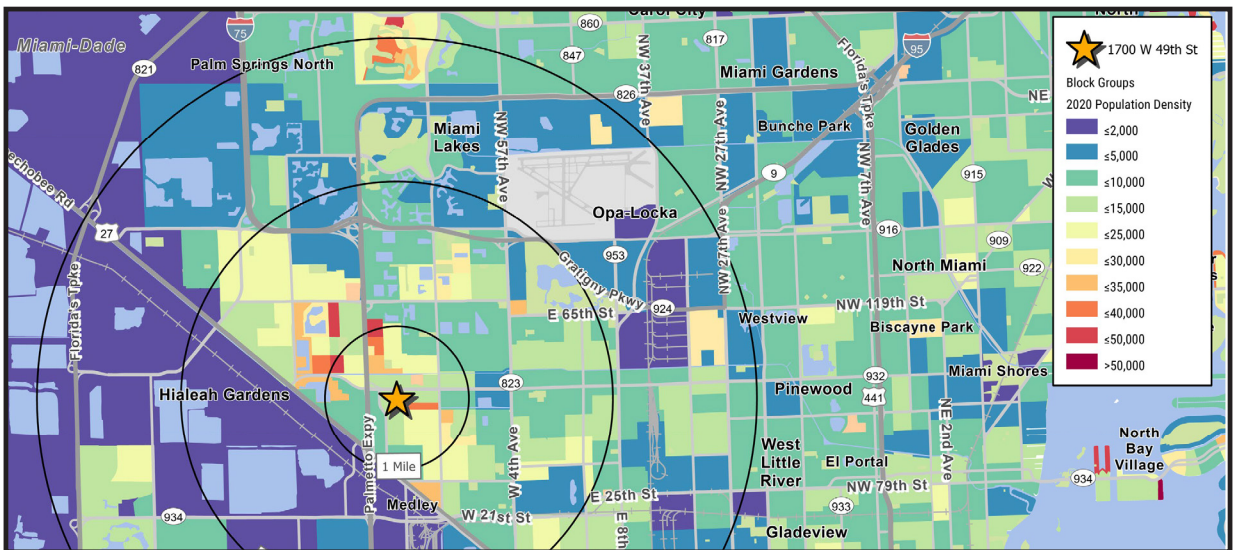 Carol City
North
Miami-Dade
75
860
NW 37th Ave
817
Florida's Tpke
95
821
Palm Springs North
847
Miami Gardens
826
NE
Miami
Lakes
NW 57th Ave
NW 27th Ave
Bunche Park
Golden
Glades
9
915
NW 7th Ave
Opa-Locka
27
953
916
909
Gratigny Pkwy
NW 27th Ave
North Miami
922
Florida's Tpke
E 65th St
924
NW 119th St
Westview
Biscayne Park
823
932
Miami Shores
Hialeah Gardens
Pinewood
441
Palmetto Expy
W 4th Ave
NE 2nd Ave
1 Mile
West
Little
River
El Portal
North
Bay
Village
934
Medley
E 25th St
NW 79th St
934
W 21st St
E 8th
933
Gladeview
1700 W 49th St
Block Groups
2020 Population Density
≤2,000
≤5,000
≤10,000
≤15,000
≤25,000
≤30,000
≤35,000
≤40,000
≤50,000
>50,000